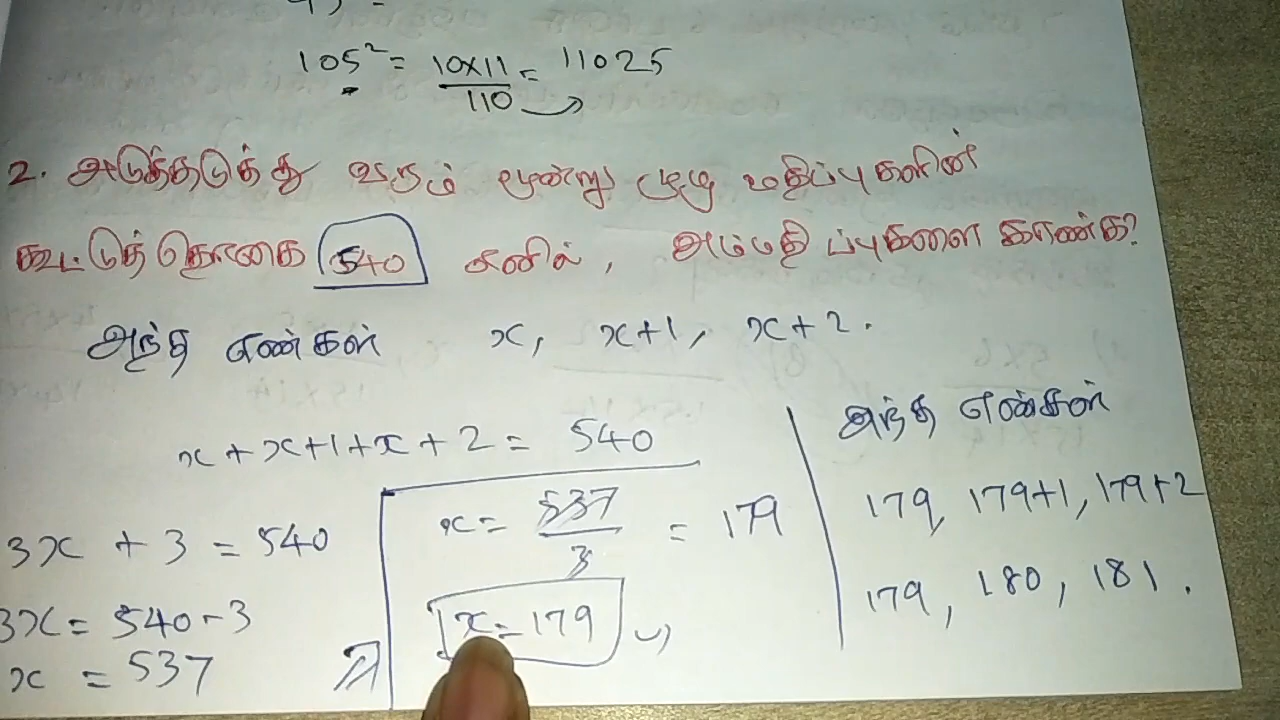 105² = 10×11 = 11025
110
2. அடுத்தடுத்து வரும் மூன்று முழு மதிப்புகளின்
கூட்டுத்தொகை 540 எனில், அம்மதிப்புகளை காண்க?
அந்த எண்கள் x, x+1, x+2.
x+x+1+x+2 = 540
3x + 3 = 540
3x = 540-3
x = 537
x = 537/3 = 179
x = 179
அந்த எண்கள்
179, 179+1, 179+2
179, 180, 181.